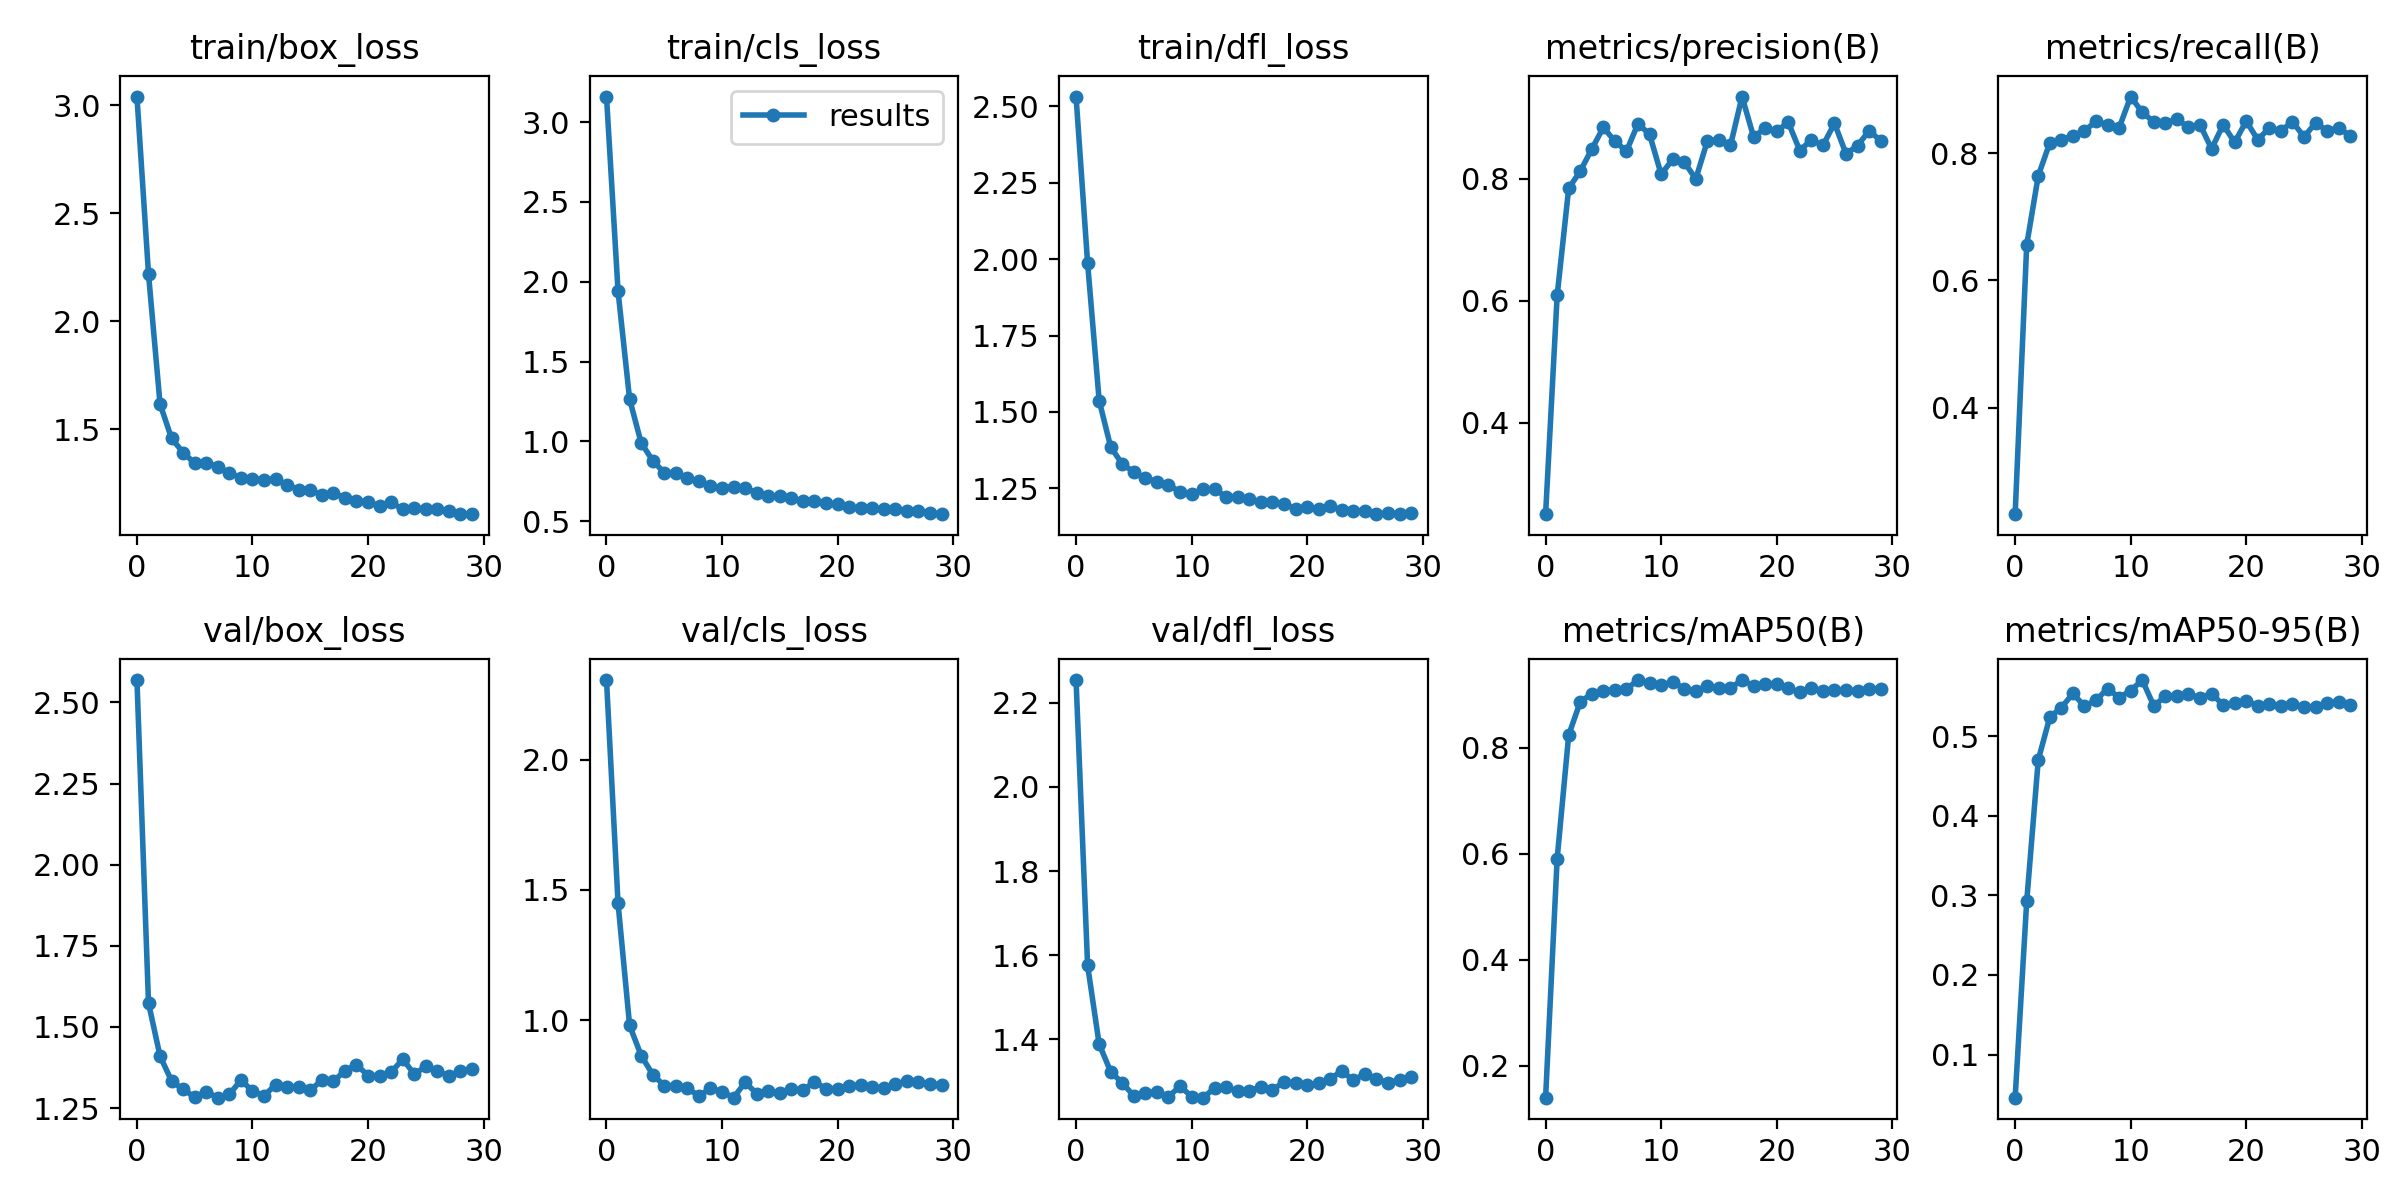 train/box_loss
3.0
2.5
2.0
1.5
0 10 20 30
train/cls_loss
results
3.0
2.5
2.0
1.5
1.0
0.5
0 10 20 30
train/dfl_loss
2.50
2.25
2.00
1.75
1.50
1.25
0 10 20 30
metrics/precision(B)
0.8
0.6
0.4
0 10 20 30
metrics/recall(B)
0.8
0.6
0.4
0 10 20 30
val/box_loss
2.50
2.25
2.00
1.75
1.50
1.25
0 10 20 30
val/cls_loss
2.0
1.5
1.0
0 10 20 30
val/dfl_loss
2.2
2.0
1.8
1.6
1.4
0 10 20 30
metrics/mAP50(B)
0.8
0.6
0.4
0.2
0 10 20 30
metrics/mAP50-95(B)
0.5
0.4
0.3
0.2
0.1
0 10 20 30